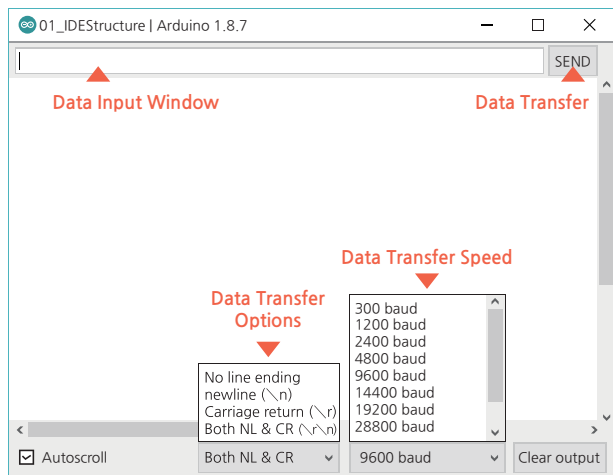 01_IDEStructure | Arduino 1.8.7
SEND
Data Input Window
Data Transfer
Data Transfer Speed
Data Transfer
Options
300 baud
1200 baud
2400 baud
4800 baud
9600 baud
14400 baud
19200 baud
28800 baud
No line ending
newline (\n)
Carriage return (\r)
Both NL & CR (\r\n)
Autoscroll
Both NL & CR
9600 baud
Clear output